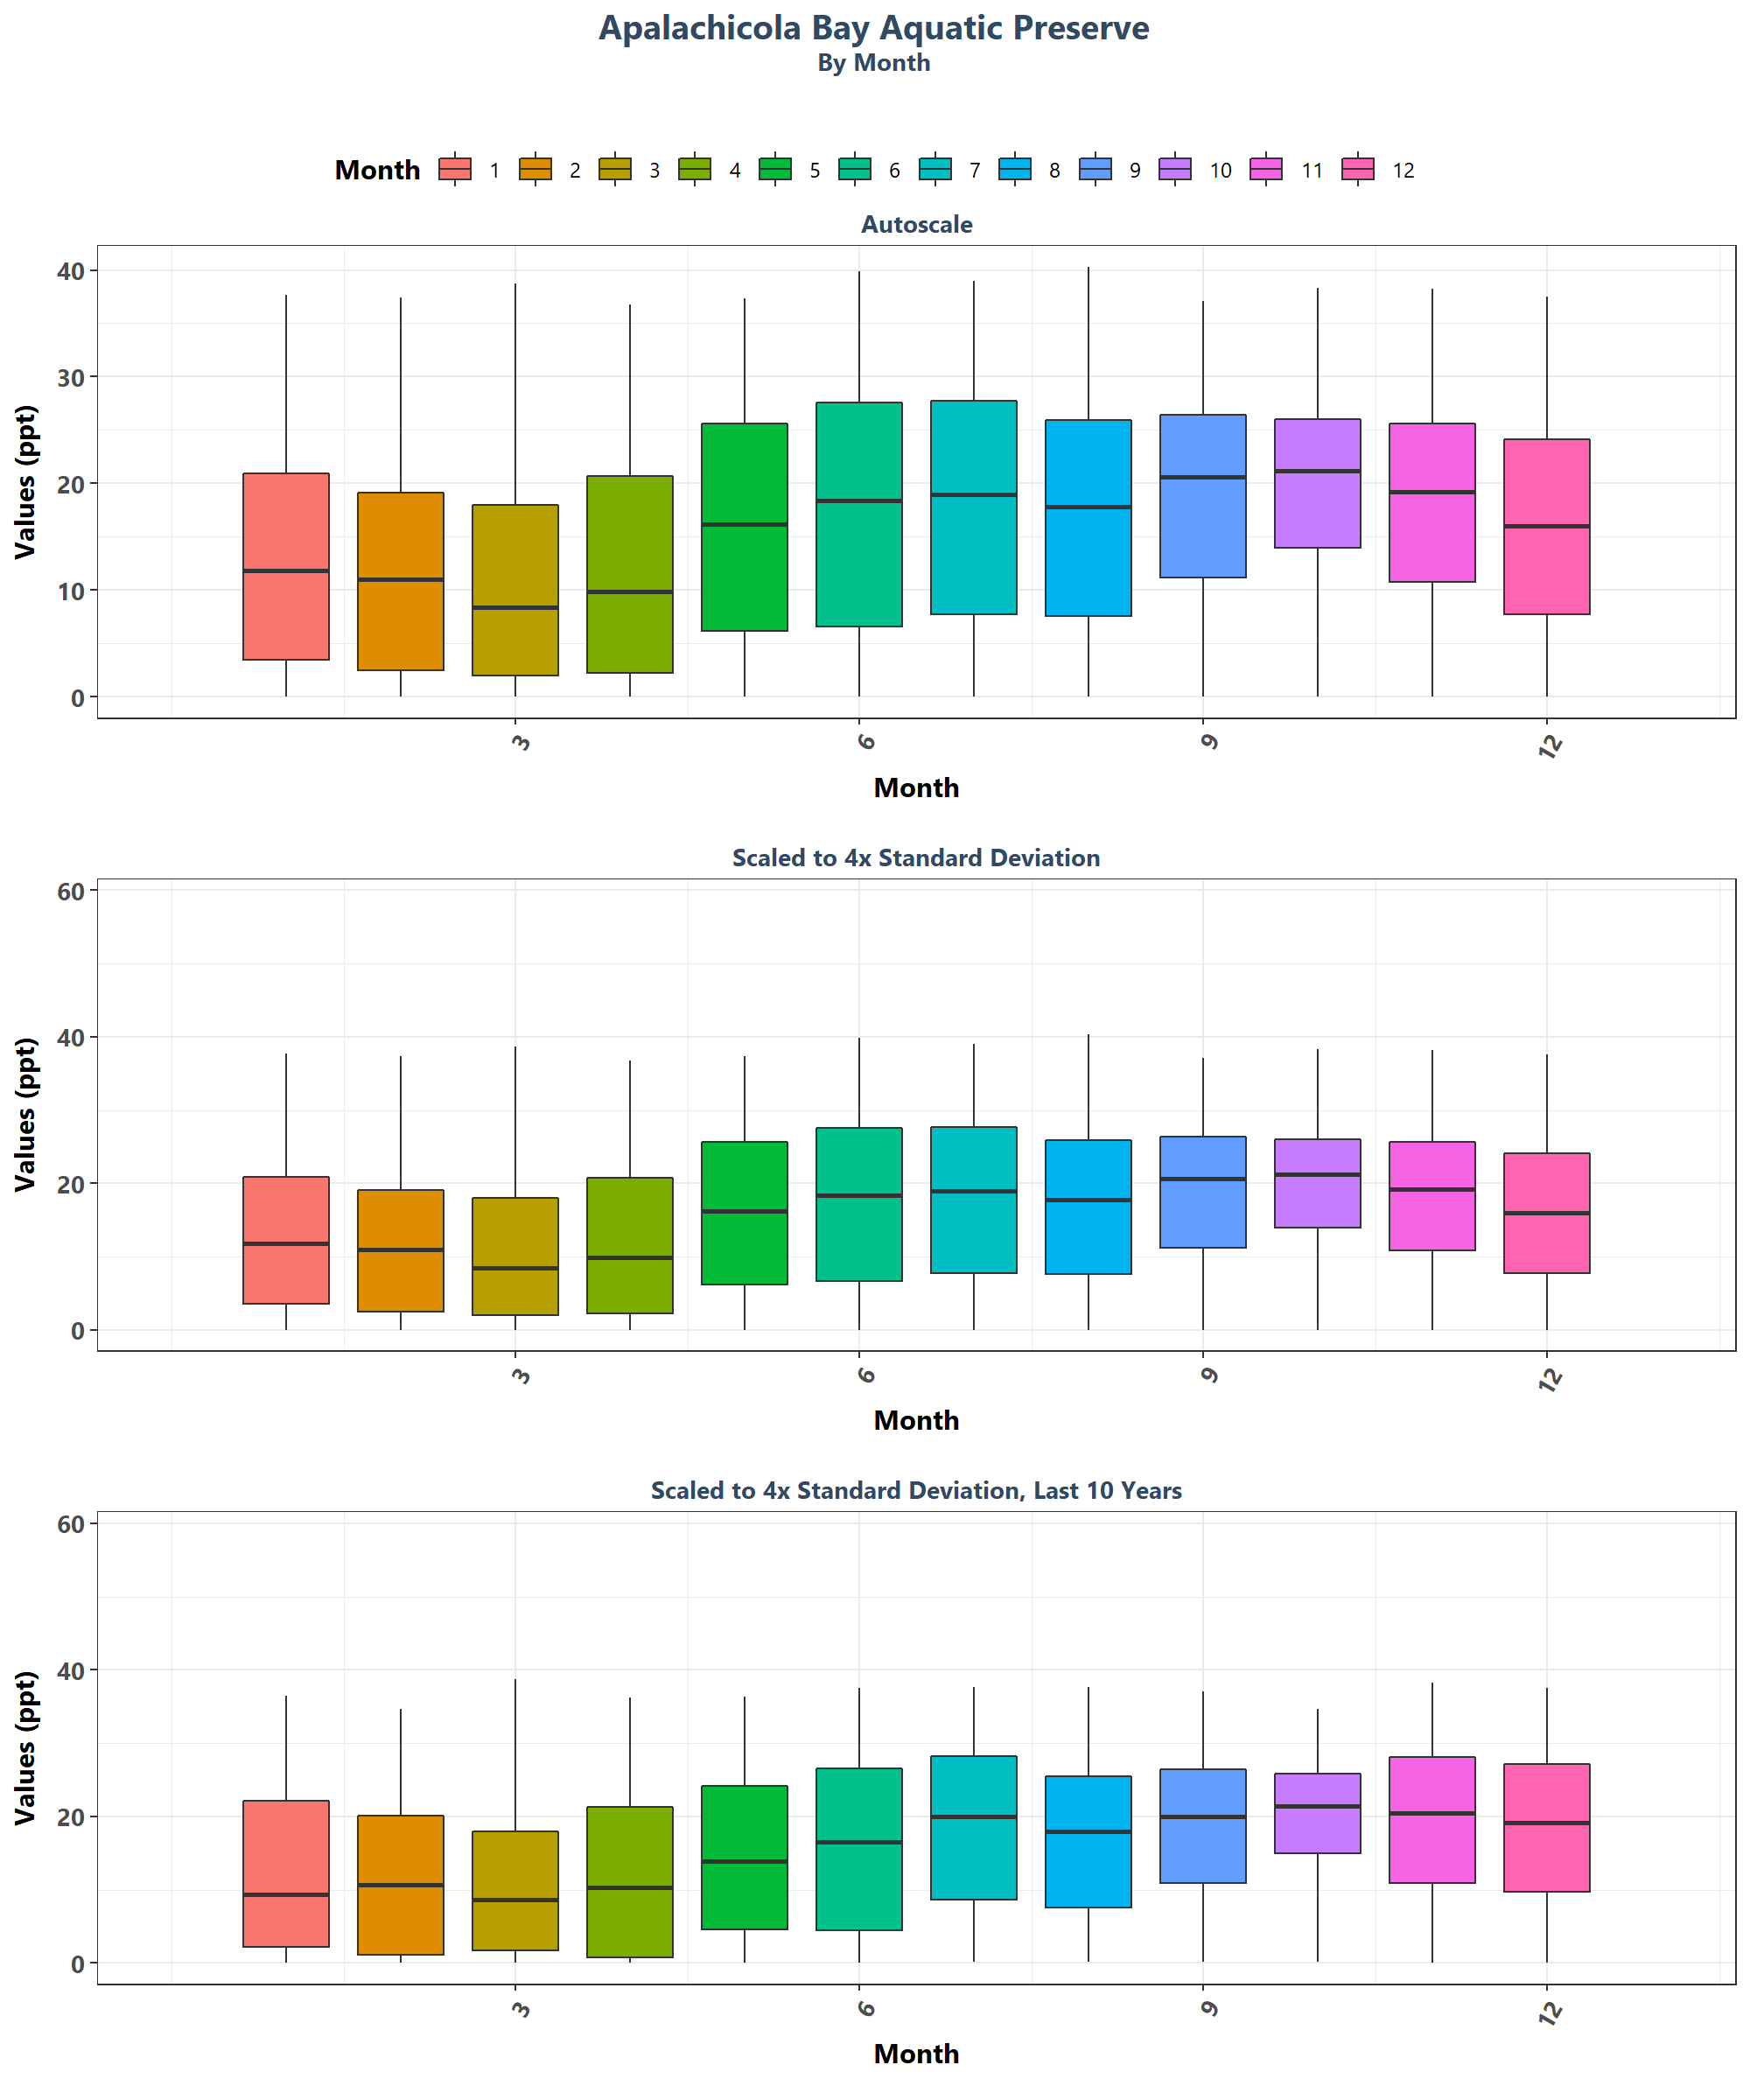 Apalachicola Bay Aquatic Preserve
By Month
Month 1 2 3 4 5 6 7 8 9 10 11 12
Autoscale
Values (ppt)
40
30
20
10
0
3 6 9 12
Month
Scaled to 4x Standard Deviation
Values (ppt)
60
40
20
0
3 6 9 12
Month
Scaled to 4x Standard Deviation, Last 10 Years
Values (ppt)
60
40
20
0
3 6 9 12
Month